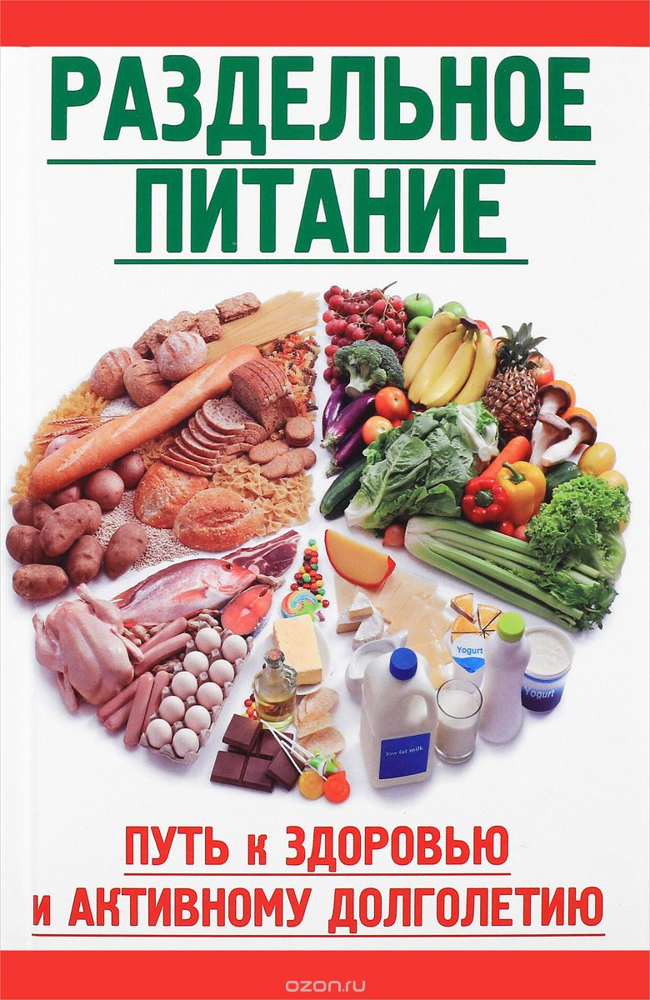 РАЗДЕЛЬНОЕ
ПИТАНИЕ
Yogurt
Yogurt
low fat milk
ПУТЬ к ЗДОРОВЬЮ
и АКТИВНОМУ ДОЛГОЛЕТИЮ
ozon.ru